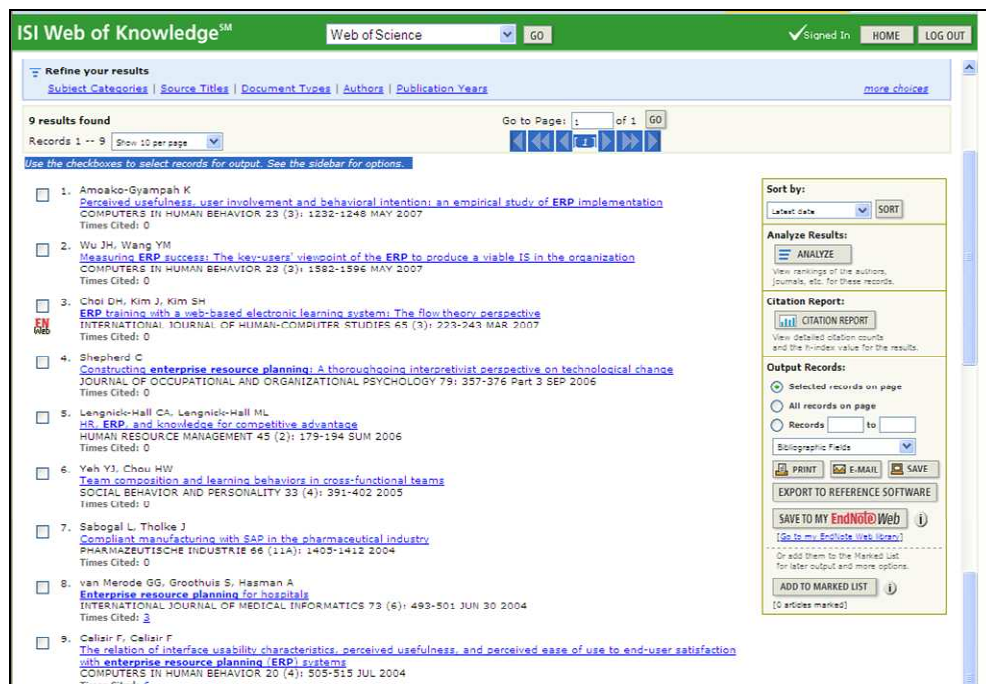 ISI Web of Knowledge℠
Web of Science
GO
Signed In
HOME
LOG OUT
Refine your results
Subject Categories | Source Titles | Document Types | Authors | Publication Years
more choices
9 results found
Go to Page: 1 of 1 GO
Records 1 -- 9 Show 10 per page
[ 1 ]
Use the checkboxes to select records for output. See the sidebar for options.
1. Amoako-Gyampah K
Perceived usefulness, user involvement and behavioral intention: an empirical study of ERP implementation
COMPUTERS IN HUMAN BEHAVIOR 23 (3): 1232-1248 MAY 2007
Times Cited: 0
2. Wu JH, Wang YM
Measuring ERP success: The key-users' viewpoint of the ERP to produce a viable IS in the organization
COMPUTERS IN HUMAN BEHAVIOR 23 (3): 1582-1596 MAY 2007
Times Cited: 0
3. Choi DH, Kim J, Kim SH
EN
Web
ERP training with a web-based electronic learning system: The flow theory perspective
INTERNATIONAL JOURNAL OF HUMAN-COMPUTER STUDIES 65 (3): 223-243 MAR 2007
Times Cited: 0
4. Shepherd C
Constructing enterprise resource planning: A thoroughgoing interpretivist perspective on technological change
JOURNAL OF OCCUPATIONAL AND ORGANIZATIONAL PSYCHOLOGY 79: 357-376 Part 3 SEP 2006
Times Cited: 0
5. Lengnick-Hall CA, Lengnick-Hall ML
HR, ERP, and knowledge for competitive advantage
HUMAN RESOURCE MANAGEMENT 45 (2): 179-194 SUM 2006
Times Cited: 0
6. Yeh YJ, Chou HW
Team composition and learning behaviors in cross-functional teams
SOCIAL BEHAVIOR AND PERSONALITY 33 (4): 391-402 2005
Times Cited: 0
7. Sabogal L, Tholke J
Compliant manufacturing with SAP in the pharmaceutical industry
PHARMAZEUTISCHE INDUSTRIE 66 (11A): 1405-1412 2004
Times Cited: 0
8. van Merode GG, Groothuis S, Hasman A
Enterprise resource planning for hospitals
INTERNATIONAL JOURNAL OF MEDICAL INFORMATICS 73 (6): 493-501 JUN 30 2004
Times Cited: 3
9. Calisir F, Calisir F
The relation of interface usability characteristics, perceived usefulness, and perceived ease of use to end-user satisfaction
with enterprise resource planning (ERP) systems
COMPUTERS IN HUMAN BEHAVIOR 20 (4): 505-515 JUL 2004
Times Cited:
Sort by:
Latest date
SORT
Analyze Results:
ANALYZE
View rankings of the authors,
journals, etc. for these records.
Citation Report:
CITATION REPORT
View detailed citation counts
and the h-index value for the results.
Output Records:
Selected records on page
All records on page
Records to
Bibliographic Fields
PRINT
E-MAIL
SAVE
EXPORT TO REFERENCE SOFTWARE
SAVE TO MY EndNote Web
i
[Go to my EndNote Web library]
Or add them to the Marked List
for later output and more options.
ADD TO MARKED LIST
i
[0 articles marked]